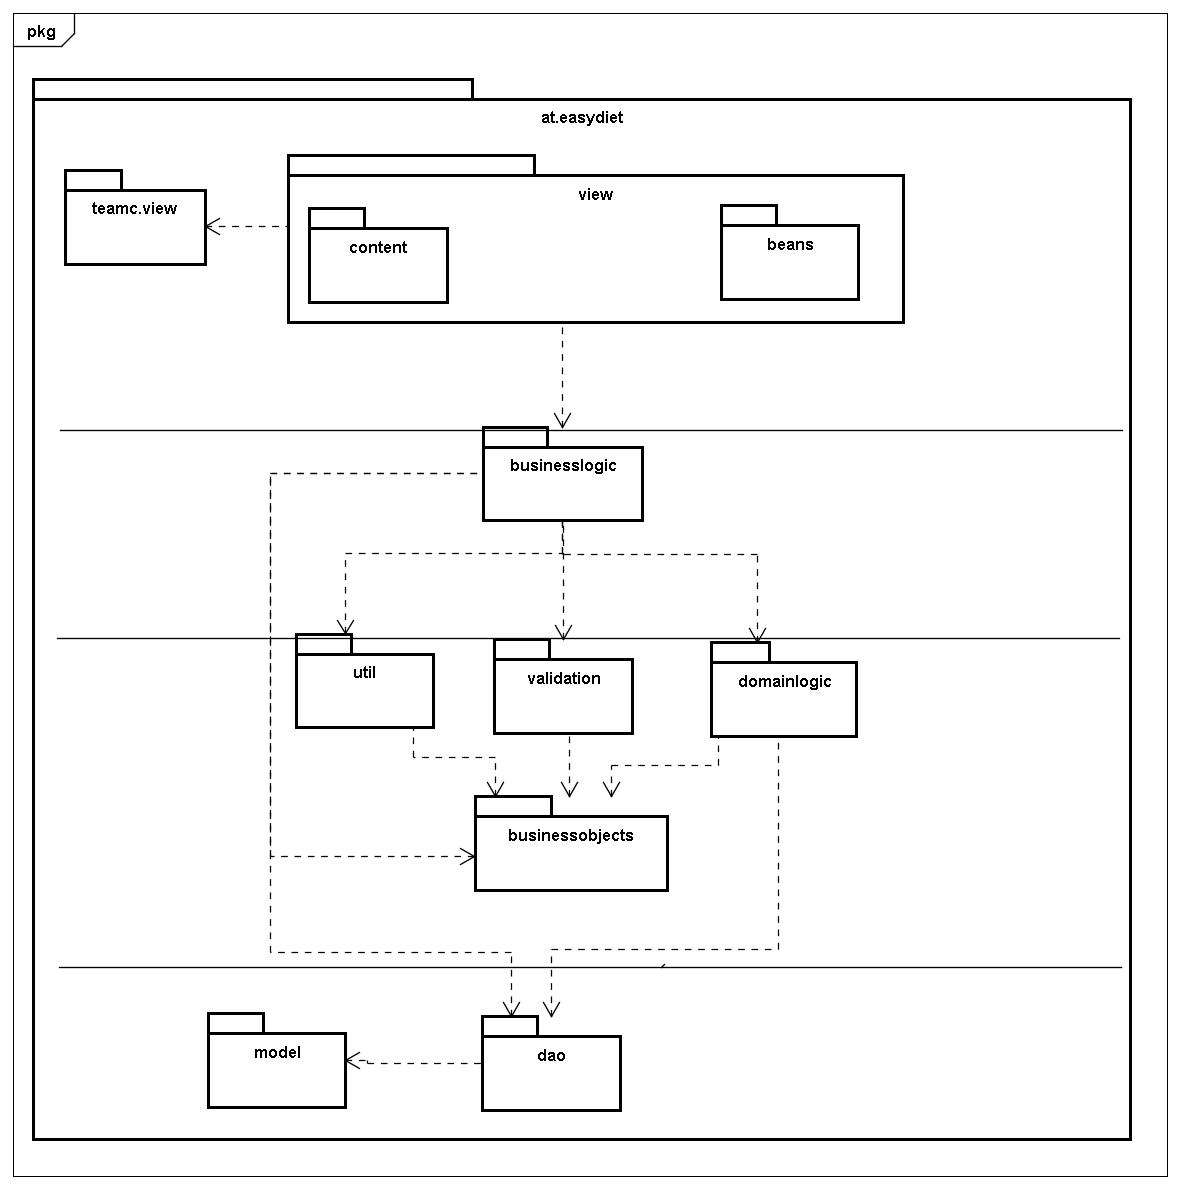 pkg
at.easydiet
teamc.view
view
content
beans
businesslogic
util
validation
domainlogic
businessobjects
model
dao